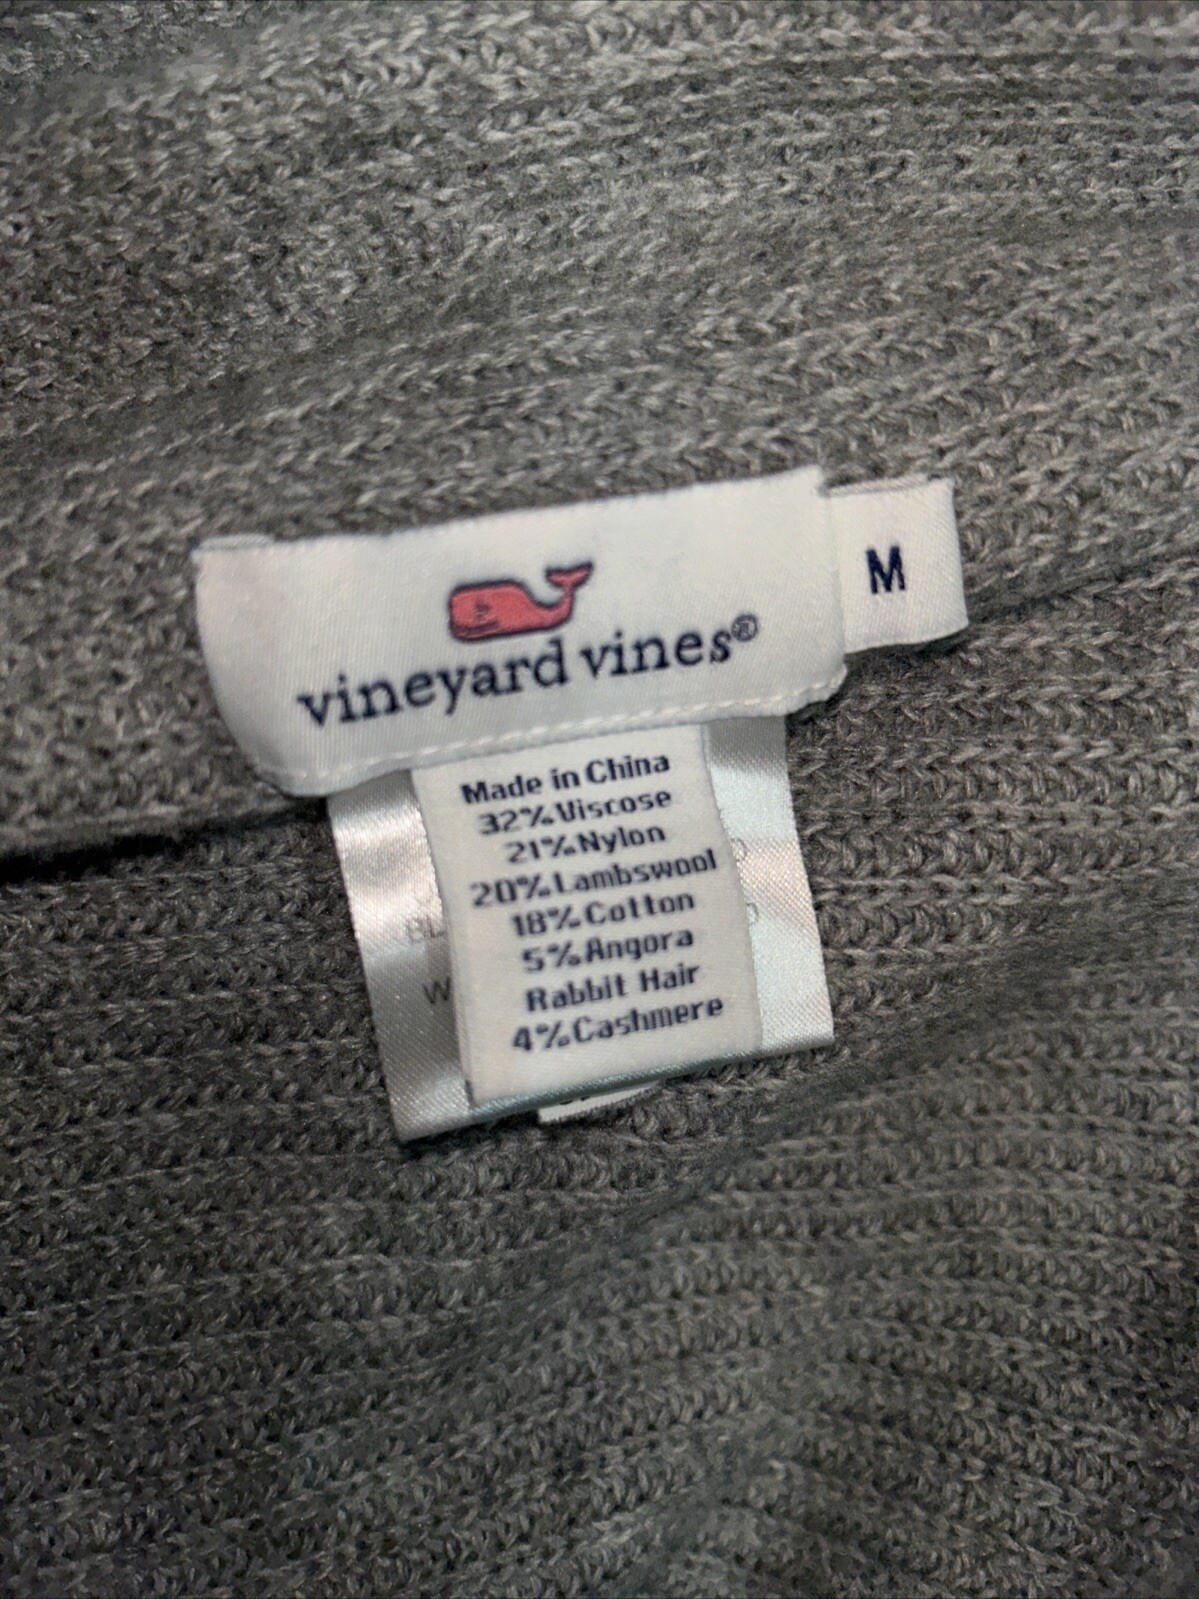 vineyard vines®
M
Made in China
32%Viscose
21%Nylon
20%Lambswool
18%Cotton
5%Angora
Rabbit Hair
4%Cashmere